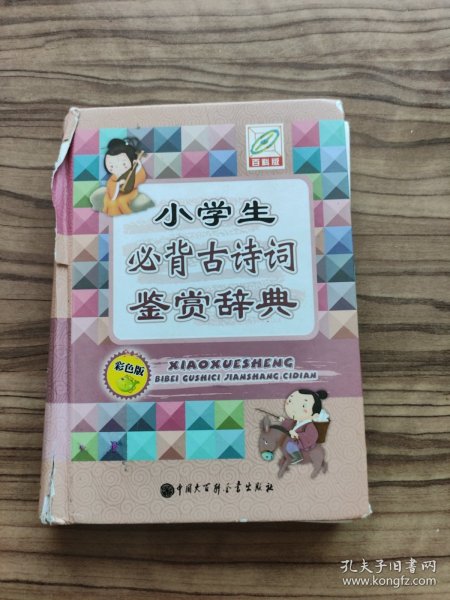 百科版
小学生
必背古诗词
鉴赏辞典
彩色版
XIAOXUESHENG
BIBEI GUSHICI JIANSHANG CIDIAN
中国大百科全书出版社
孔夫子旧书网
www.kongfz.com